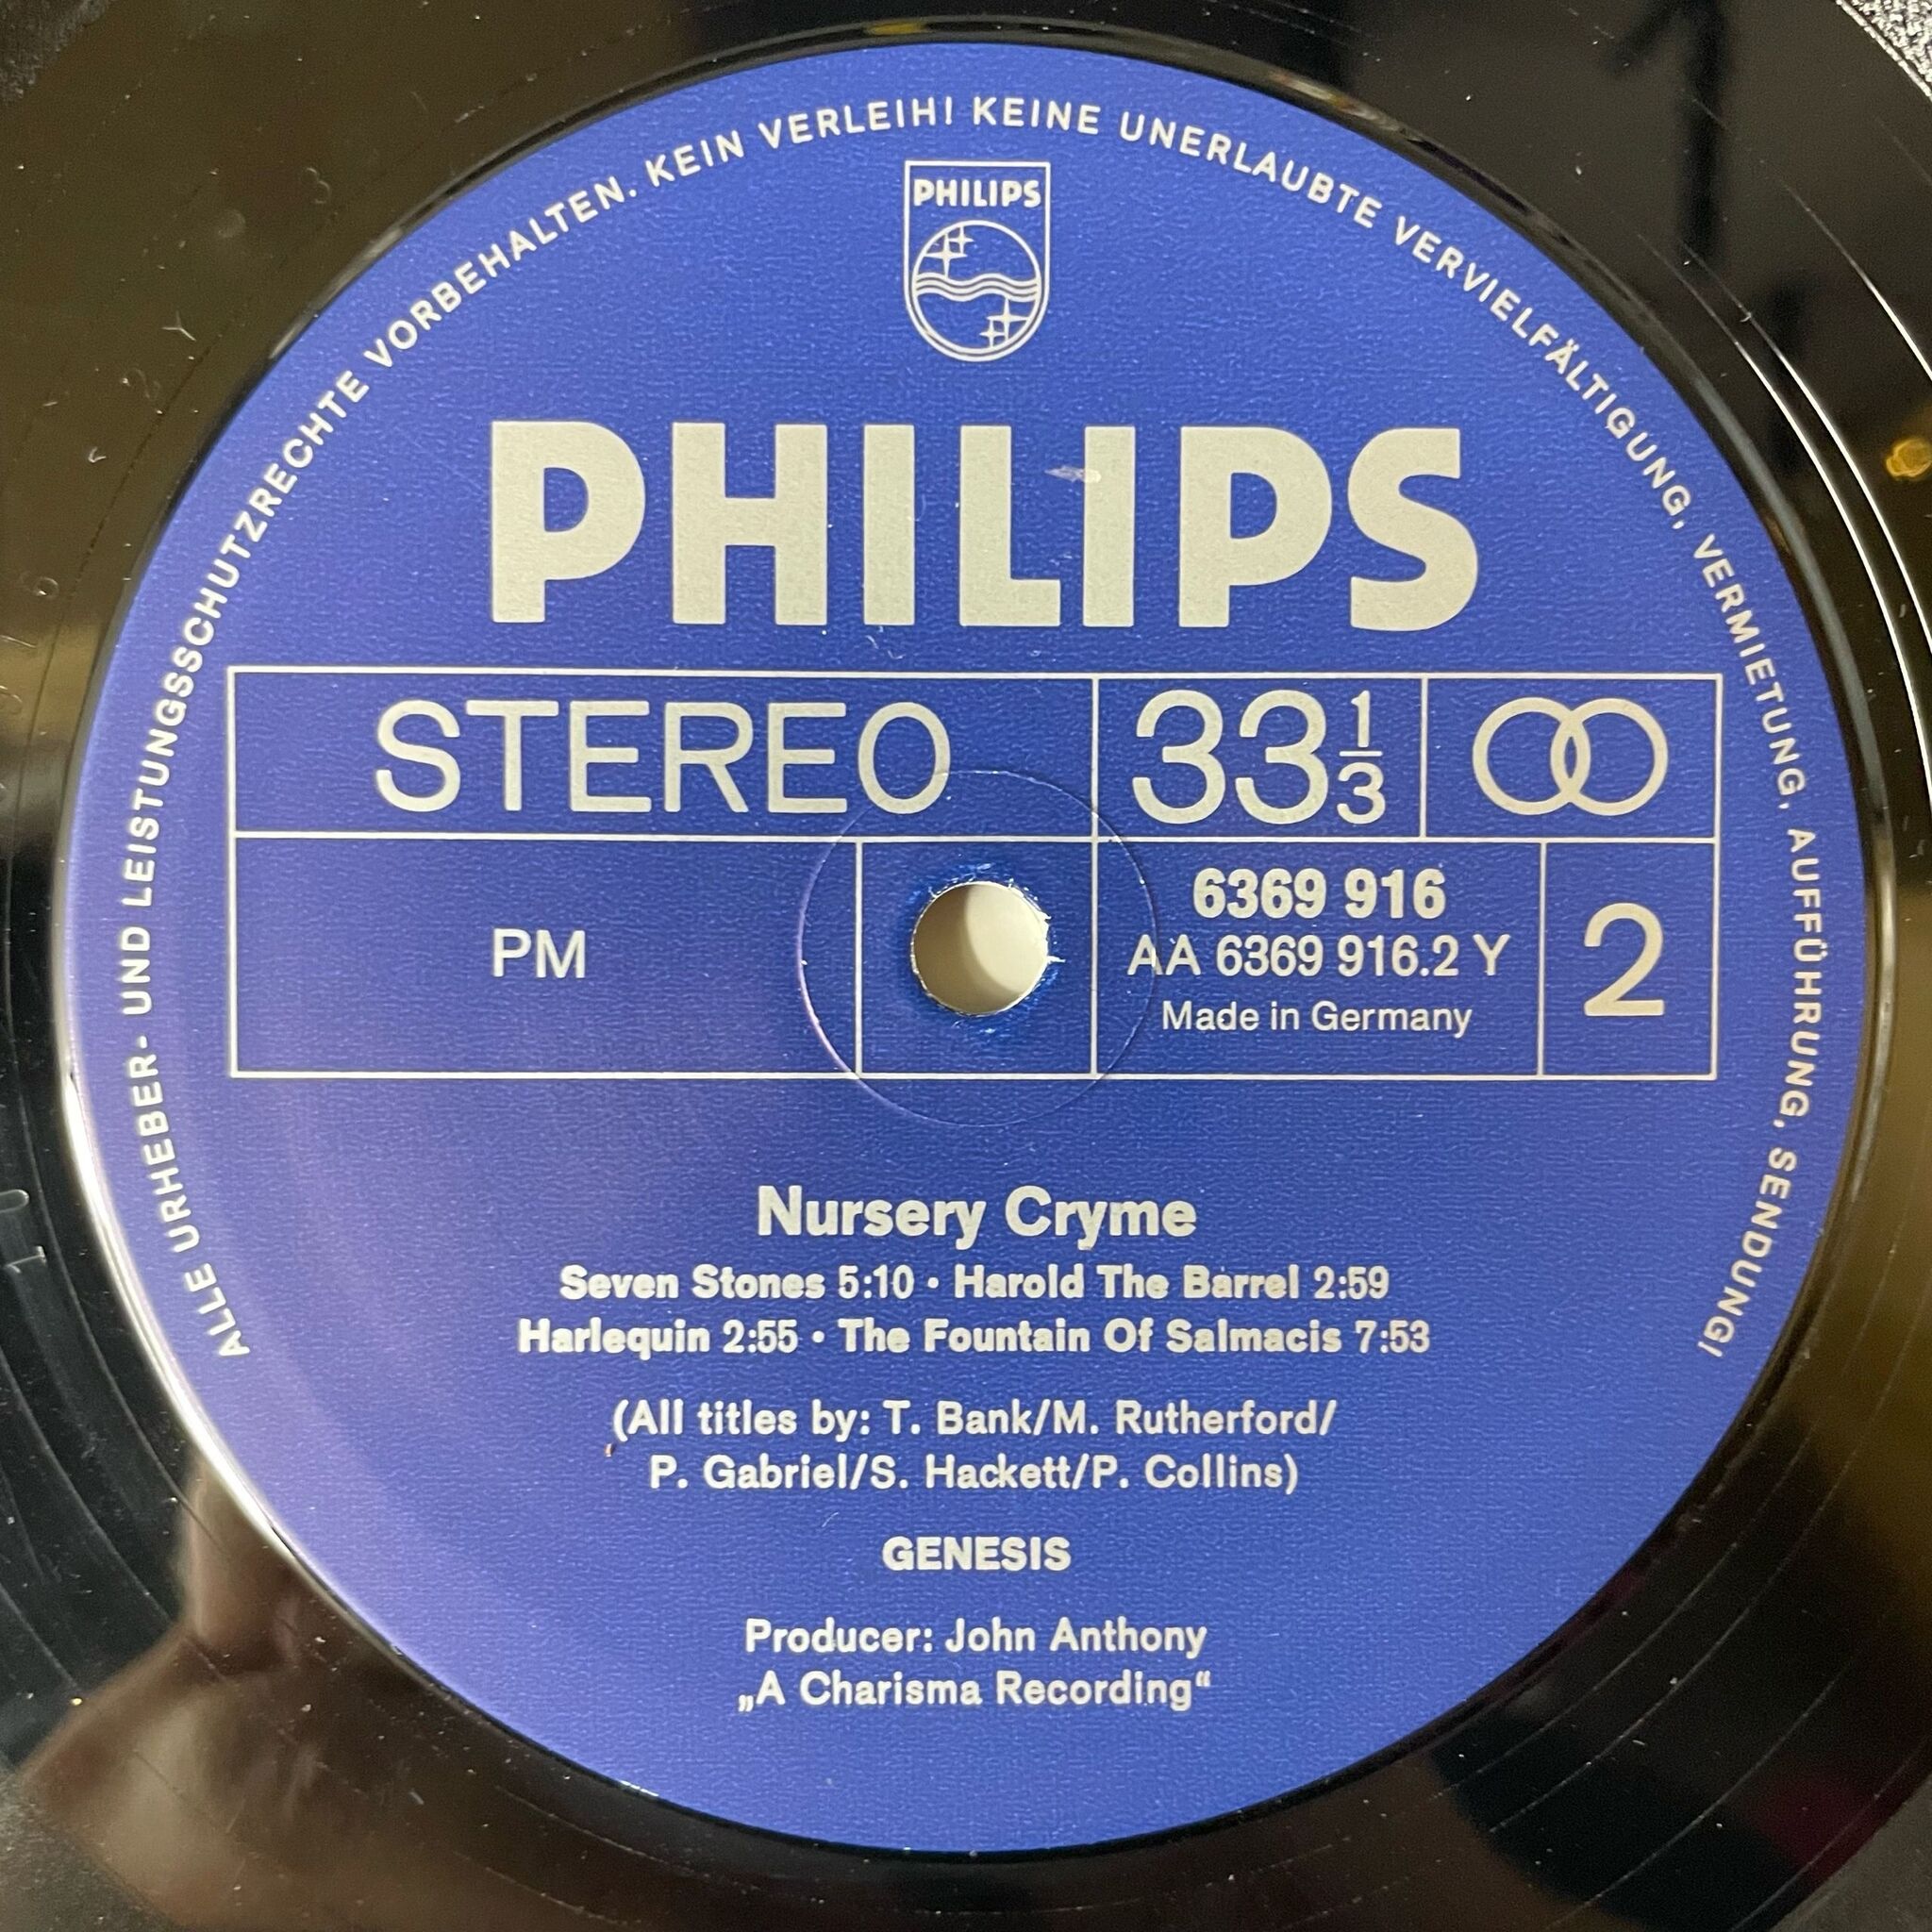 ALLE URHEBER- UND LEISTUNGSSCHUTZRECHTE VORBEHALTEN. KEIN VERLEIH! KEINE UNERLAUBTE VERVIELFÄLTIGUNG, VERMIETUNG, AUFFÜHRUNG, SENDUNG!
PHILIPS
PHILIPS
STEREO 33 1/3
PM
6369 916
AA 6369 916.2 Y
Made in Germany
2
Nursery Cryme
Seven Stones 5:10 • Harold The Barrel 2:59
Harlequin 2:55 • The Fountain Of Salmacis 7:53
(All titles by: T. Bank/M. Rutherford/
P. Gabriel/S. Hackett/P. Collins)
GENESIS
Producer: John Anthony
„A Charisma Recording“